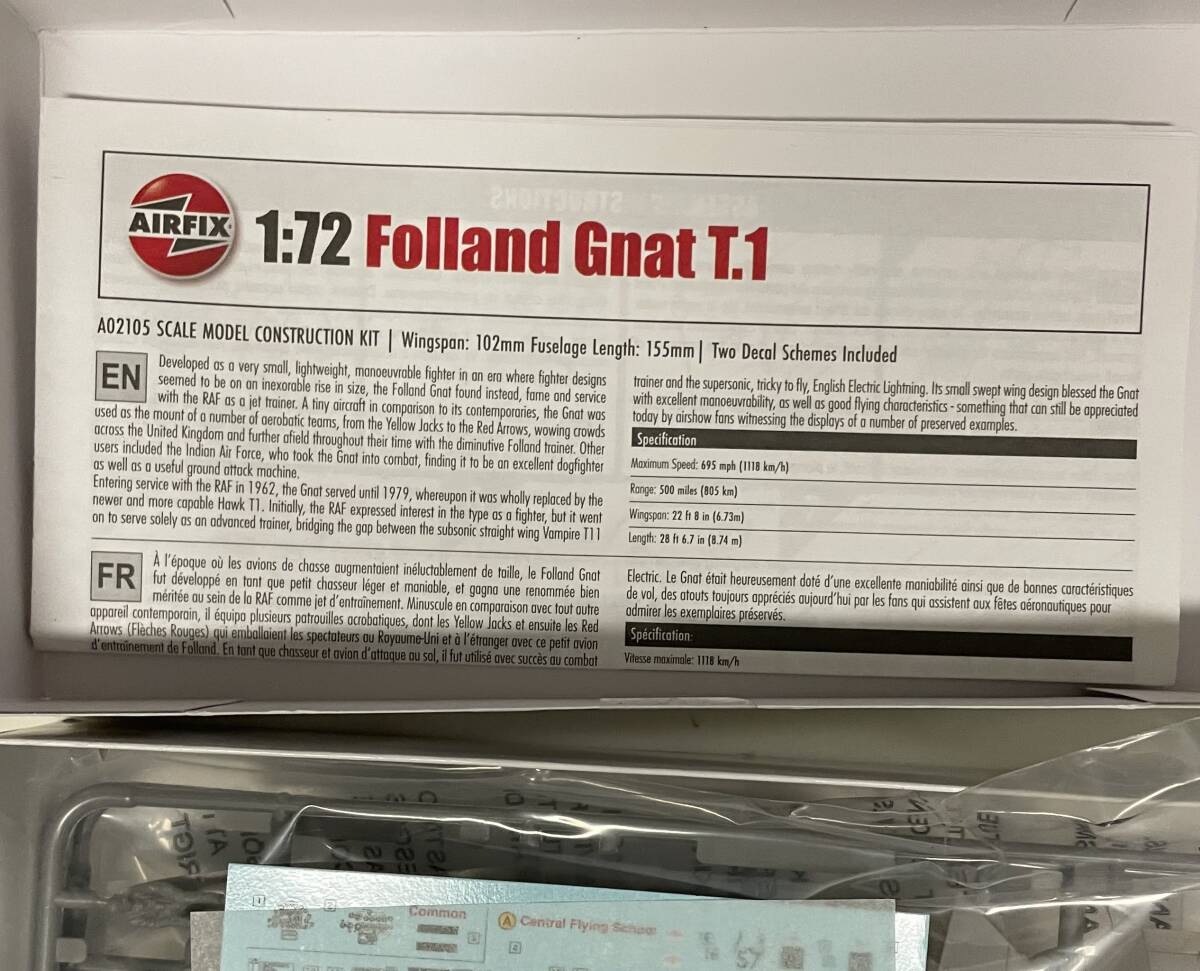 AIRFIX
1:72 Folland Gnat T.1
A02105 SCALE MODEL CONSTRUCTION KIT | Wingspan: 102mm Fuselage Length: 155mm | Two Decal Schemes Included
EN
Developed as a very small, lightweight, manoeuvrable fighter in an era where fighter designs
seemed to be on an inexorable rise in size, the Folland Gnat found instead, fame and service
with the RAF as a jet trainer. A tiny aircraft in comparison to its contemporaries, the Gnat was
used as the mount of a number of aerobatic teams, from the Yellow Jacks to the Red Arrows, wowing crowds
across the United Kingdom and further afield throughout their time with the diminutive Folland trainer. Other
users included the Indian Air Force, who took the Gnat into combat, finding it to be an excellent dogfighter
as well as a useful ground attack machine.
Entering service with the RAF in 1962, the Gnat served until 1979, whereupon it was wholly replaced by the
newer and more capable Hawk T1. Initially, the RAF expressed interest in the type as a fighter, but it went
on to serve solely as an advanced trainer, bridging the gap between the subsonic straight wing Vampire T11
trainer and the supersonic, tricky to fly, English Electric Lightning. Its small swept wing design blessed the Gnat
with excellent manoeuvrability, as well as good flying characteristics - something that can still be appreciated
today by airshow fans witnessing the displays of a number of preserved examples.
Specification
Maximum Speed: 695 mph (1118 km/h)
Range: 500 miles (805 km)
Wingspan: 22 ft 8 in (6.73m)
Length: 28 ft 6.7 in (8.74 m)
FR
À l'époque où les avions de chasse augmentaient inéluctablement de taille, le Folland Gnat
fut développé en tant que petit chasseur léger et maniable, et gagna une renommée bien
méritée au sein de la RAF comme jet d'entraînement. Minuscule en comparaison avec tout autre
appareil contemporain, il équipa plusieurs patrouilles acrobatiques, dont les Yellow Jacks et ensuite les Red
Arrows (Flèches Rouges) qui emballaient les spectateurs au Royaume-Uni et à l'étranger avec ce petit avion
d'entraînement de Folland. En tant que chasseur et avion d'attaque au sol, il fut utilisé avec succès au combat
Electric. Le Gnat était heureusement doté d'une excellente maniabilité ainsi que de bonnes caractéristiques
de vol, des atouts toujours appréciés aujourd'hui par les fans qui assistent aux fêtes aéronautiques pour
admirer les exemplaires préservés.
Spécification:
Vitesse maximale: 1118 km/h
1
2
Common
3
A Central Flying School
57